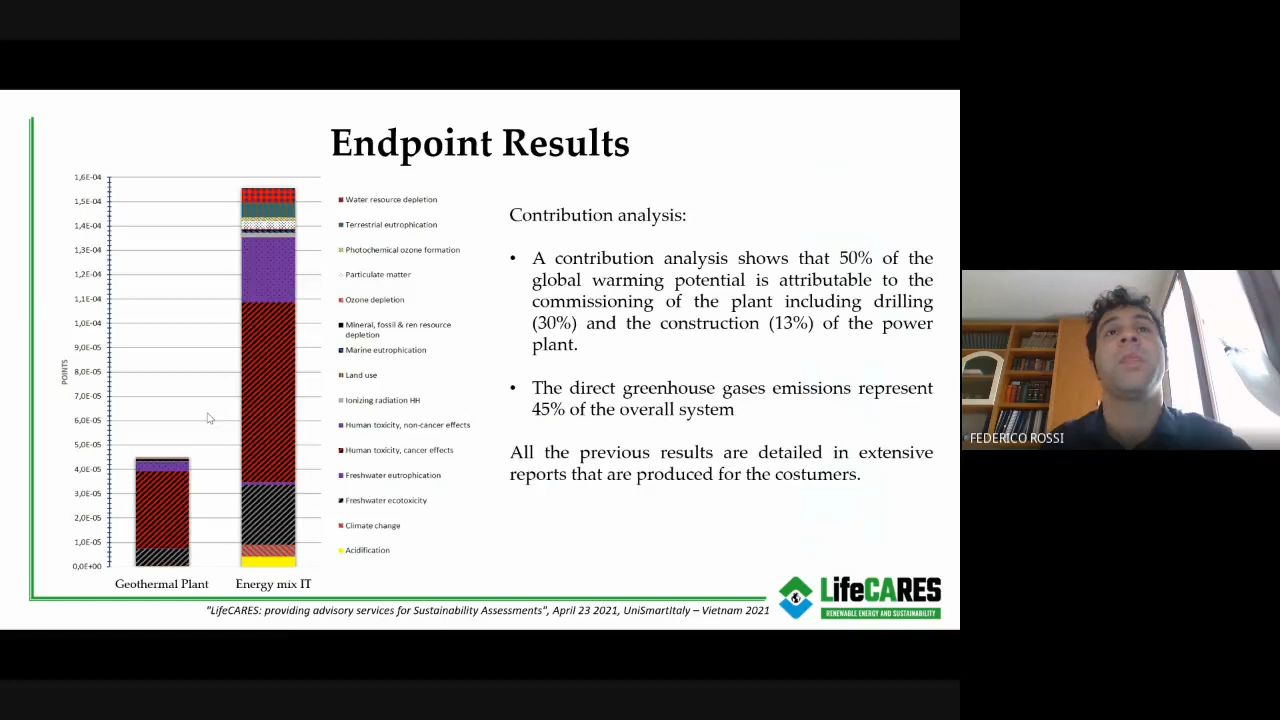 Endpoint Results
1,6E-04
1,5E-04
1,4E-04
1,3E-04
1,2E-04
1,1E-04
1,0E-04
9,0E-05
8,0E-05
7,0E-05
6,0E-05
5,0E-05
4,0E-05
3,0E-05
2,0E-05
1,0E-05
0,0E+00
POINTS
Geothermal Plant
Energy mix IT
Water resource depletion
Terrestrial eutrophication
Photochemical ozone formation
Particulate matter
Ozone depletion
Mineral, fossil & ren resource
depletion
Marine eutrophication
Land use
Ionizing radiation HH
Human toxicity, non-cancer effects
Human toxicity, cancer effects
Freshwater eutrophication
Freshwater ecotoxicity
Climate change
Acidification
Contribution analysis:
• A contribution analysis shows that 50% of the
global warming potential is attributable to the
commissioning of the plant including drilling
(30%) and the construction (13%) of the power
plant.
• The direct greenhouse gases emissions represent
45% of the overall system
All the previous results are detailed in extensive
reports that are produced for the costumers.
"LifeCARES: providing advisory services for Sustainability Assessments", April 23 2021, UniSmartItaly – Vietnam 2021
LifeCARES
RENEWABLE ENERGY AND SUSTAINABILITY
FEDERICO ROSSI